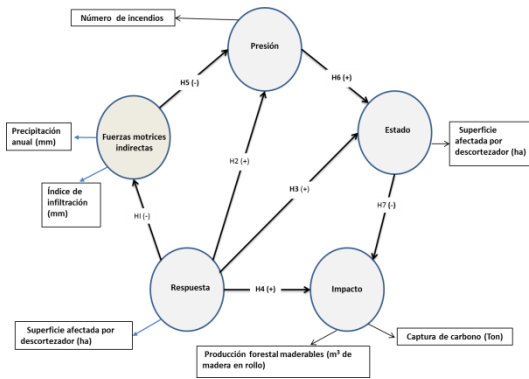 Número de incendios
Presión
H5 (-)
H6 (+)
Precipitación
anual (mm)
Fuerzas motrices
indirectas
Estado
Superficie
afectada por
descortezador (ha)
H2 (+)
H3 (+)
Índice de
infiltración
(mm)
HI (-)
H7 (-)
Respuesta
H4 (+)
Impacto
Superficie afectada por
descortezador (ha)
Captura de carbono (Ton)
Producción forestal maderables (m³ de
madera en rollo)